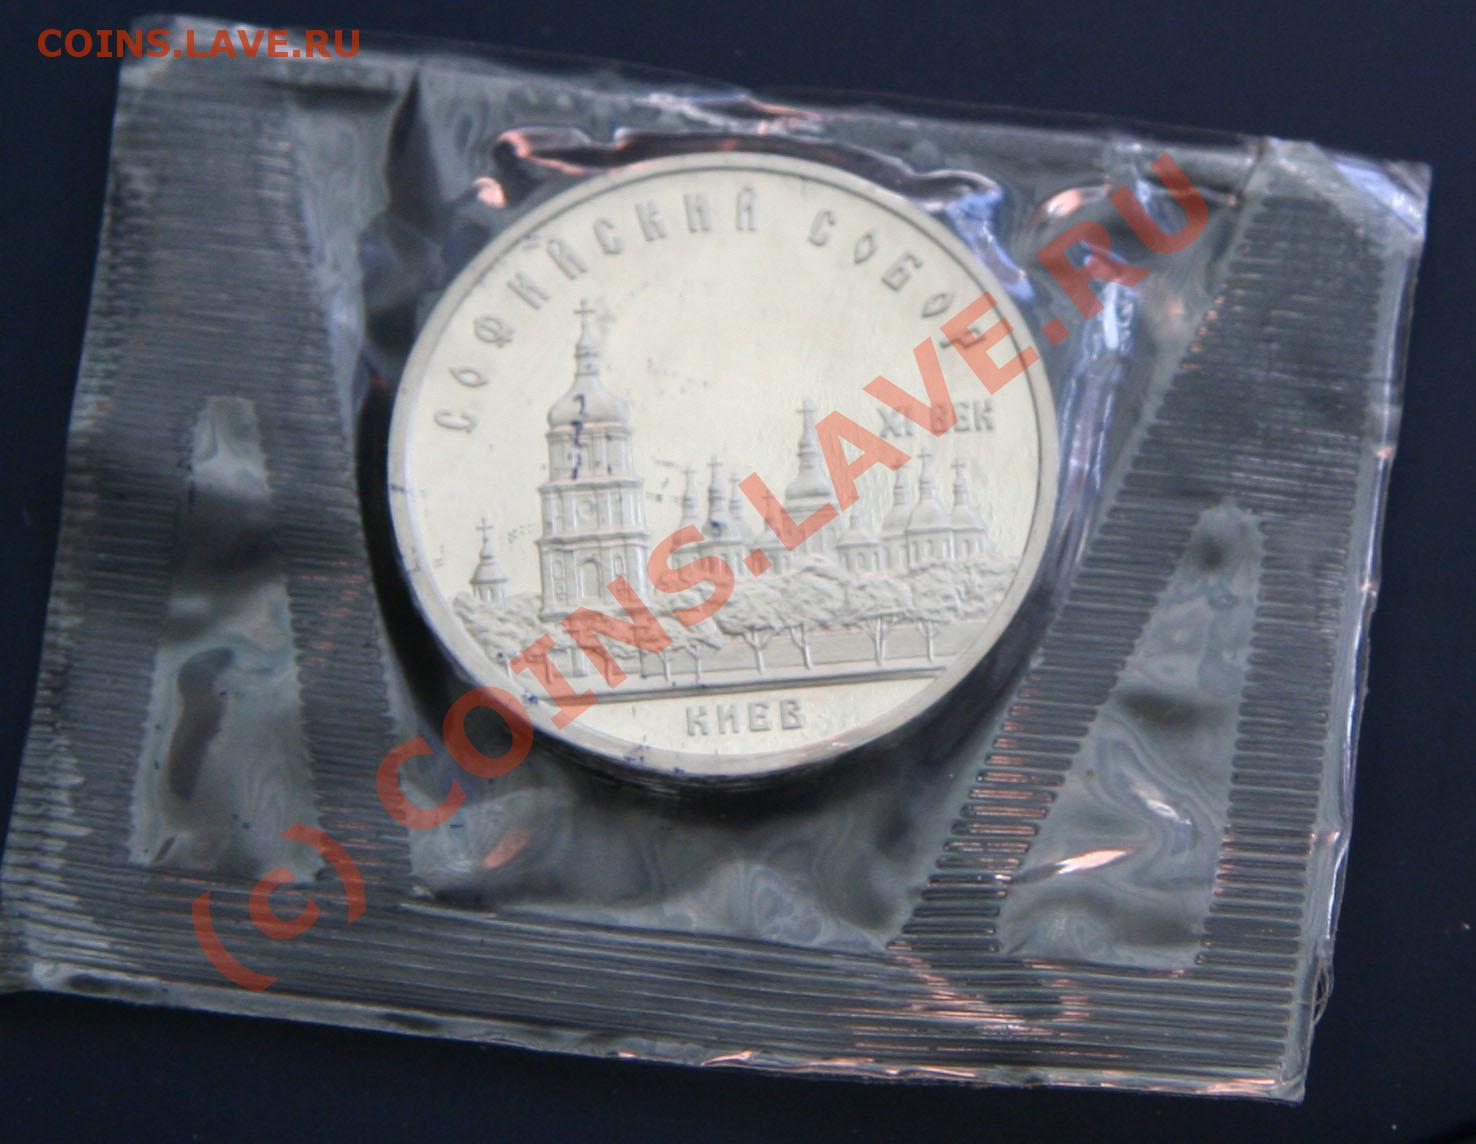 COINS.LAVE.RU
СОФИЙСКИЙ СОБОР
XI ВЕК
КИЕВ
(c) COINS.LAVE.RU